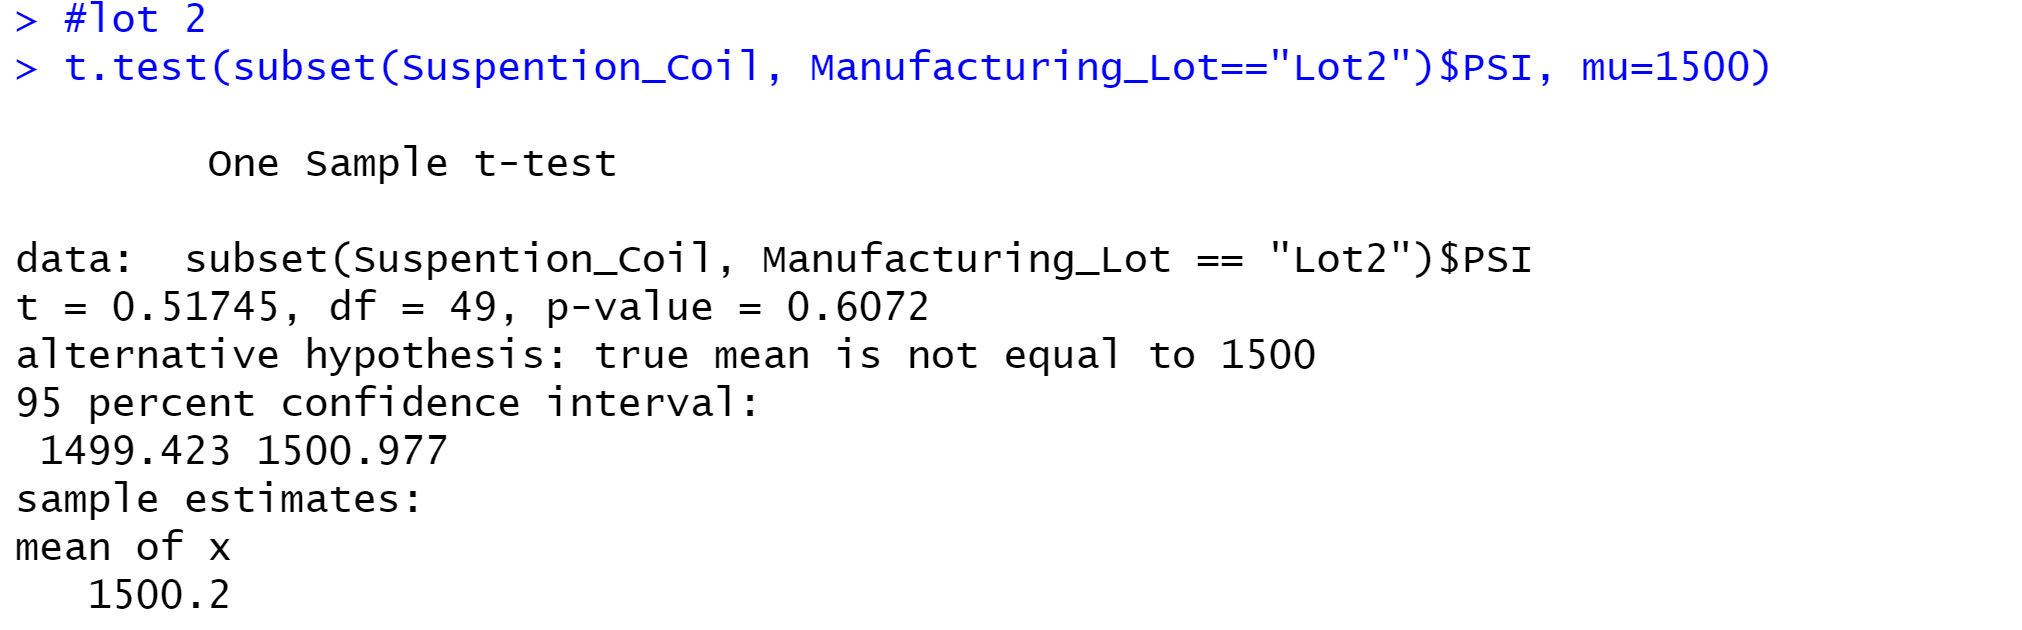 > #lot 2
> t.test(subset(Suspention_Coil, Manufacturing_Lot=="Lot2")$PSI, mu=1500)
One Sample t-test
data:  subset(Suspention_Coil, Manufacturing_Lot == "Lot2")$PSI
t = 0.51745, df = 49, p-value = 0.6072
alternative hypothesis: true mean is not equal to 1500
95 percent confidence interval:
1499.423 1500.977
sample estimates:
mean of x
1500.2